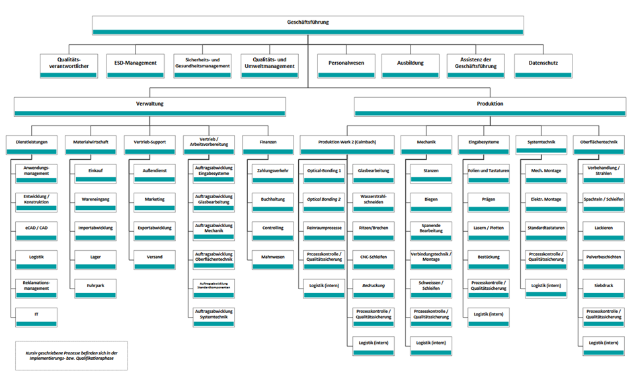 Geschäftsführung
Qualitäts-
verantwortlicher
ESD-Management
Sicherheits- und
Gesundheitsmanagement
Qualitäts- und
Umweltmanagement
Personalwesen
Ausbildung
Assistenz der
Geschäftsführung
Datenschutz
Verwaltung
Produktion
Dienstleistungen
Materialwirtschaft
Vertrieb-Support
Vertrieb /
Arbeitsvorbereitung
Finanzen
Produktion Werk 2 (Calmbach)
Mechanik
Eingabesysteme
Systemtechnik
Oberflächentechnik
Anwendungs-
management
Einkauf
Außendienst
Auftragsabwicklung
Eingabesysteme
Zahlungsverkehr
Optical-Bonding 1
Glasbearbeitung
Stanzen
Folien und Tastaturen
Mech. Montage
Vorbehandlung /
Strahlen
Entwicklung /
Konstruktion
Wareneingang
Marketing
Auftragsabwicklung
Glasbearbeitung
Buchhaltung
Optical Bonding 2
Wasserstrahl-
schneiden
Biegen
Prägen
Elektr. Montage
Spachteln / Schleifen
eCAD / CAD
Importabwicklung
Exportabwicklung
Auftragsabwicklung
Mechanik
Controlling
Reinraumprozesse
Ritzen/Brechen
Spanende
Bearbeitung
Lasern / Plotten
Standardtastaturen
Lackieren
Logistik
Lager
Versand
Auftragsabwicklung
Oberflächentechnik
Mahnwesen
Prozesskontrolle /
Qualitätssicherung
CNC-Schleifen
Verbindungstechnik /
Montage
Bestückung
Prozesskontrolle /
Qualitätssicherung
Pulverbeschichten
Reklamations-
management
Fuhrpark
Auftragsabwicklung
Logistik (intern)
Bedruckung
Schweissen /
Schleifen
Prozesskontrolle /
Qualitätssicherung
Logistik (intern)
Siebdruck
IT
Auftragsabwicklung
Systemtechnik
Prozesskontrolle /
Qualitätssicherung
Prozesskontrolle /
Qualitätssicherung
Logistik (intern)
Prozesskontrolle /
Qualitätssicherung
Logistik (intern)
Logistik (intern)
Logistik (intern)
Kursiv geschriebene Prozesse befinden sich in der
Implementierungs- bzw. Qualifikationsphase